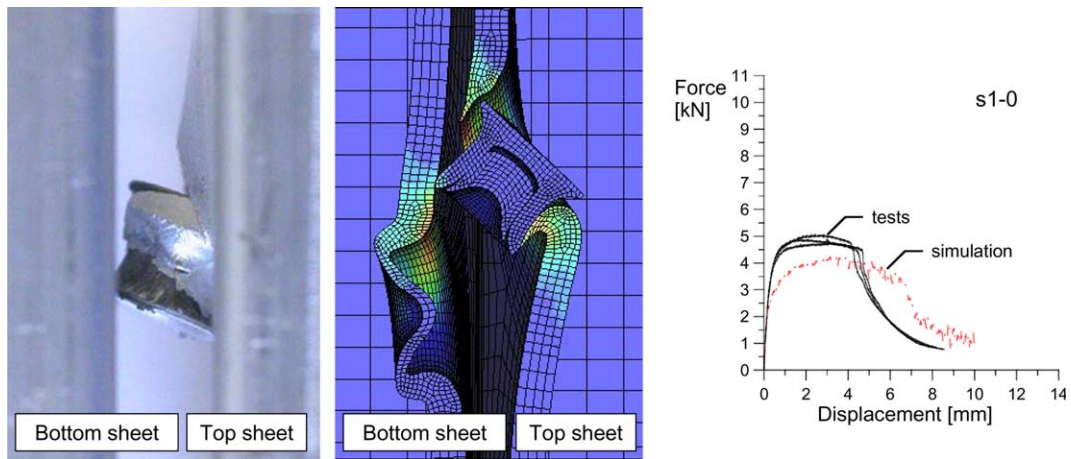 Bottom sheet
Top sheet
Bottom sheet
Top sheet
Force
[kN]
s1-0
11
10
9
8
7
6
5
4
3
2
1
0
tests
simulation
0 2 4 6 8 10 12 14
Displacement [mm]